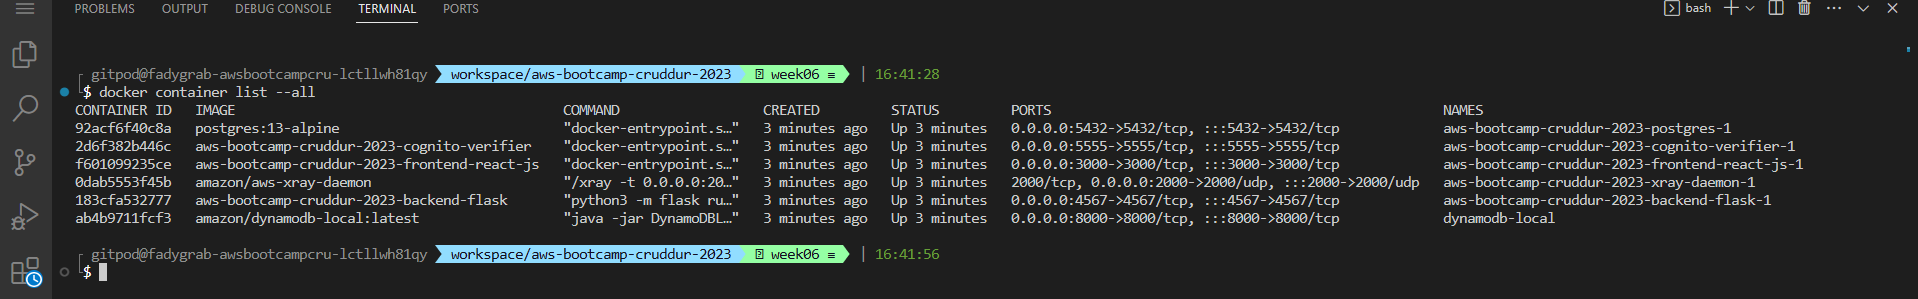 PROBLEMS OUTPUT DEBUG CONSOLE TERMINAL PORTS bash
gitpod@fadygrab-awsbootcampcru-lctllwh81qy workspace/aws-bootcamp-cruddur-2023 week06 ≡ | 16:41:28
$ docker container list --all
CONTAINER ID IMAGE COMMAND CREATED STATUS PORTS NAMES
92acf6f40c8a postgres:13-alpine "docker-entrypoint.s…" 3 minutes ago Up 3 minutes 0.0.0.0:5432->5432/tcp, :::5432->5432/tcp aws-bootcamp-cruddur-2023-postgres-1
2d6f382b446c aws-bootcamp-cruddur-2023-cognito-verifier "docker-entrypoint.s…" 3 minutes ago Up 3 minutes 0.0.0.0:5555->5555/tcp, :::5555->5555/tcp aws-bootcamp-cruddur-2023-cognito-verifier-1
f601099235ce aws-bootcamp-cruddur-2023-frontend-react-js "docker-entrypoint.s…" 3 minutes ago Up 3 minutes 0.0.0.0:3000->3000/tcp, :::3000->3000/tcp aws-bootcamp-cruddur-2023-frontend-react-js-1
0dab5553f45b amazon/aws-xray-daemon "/xray -t 0.0.0.0:20…" 3 minutes ago Up 3 minutes 2000/tcp, 0.0.0.0:2000->2000/udp, :::2000->2000/udp aws-bootcamp-cruddur-2023-xray-daemon-1
183cfa532777 aws-bootcamp-cruddur-2023-backend-flask "python3 -m flask ru…" 3 minutes ago Up 3 minutes 0.0.0.0:4567->4567/tcp, :::4567->4567/tcp aws-bootcamp-cruddur-2023-backend-flask-1
ab4b9711fcf3 amazon/dynamodb-local:latest "java -jar DynamoDBL…" 3 minutes ago Up 3 minutes 0.0.0.0:8000->8000/tcp, :::8000->8000/tcp dynamodb-local
gitpod@fadygrab-awsbootcampcru-lctllwh81qy workspace/aws-bootcamp-cruddur-2023 week06 ≡ | 16:41:56
$